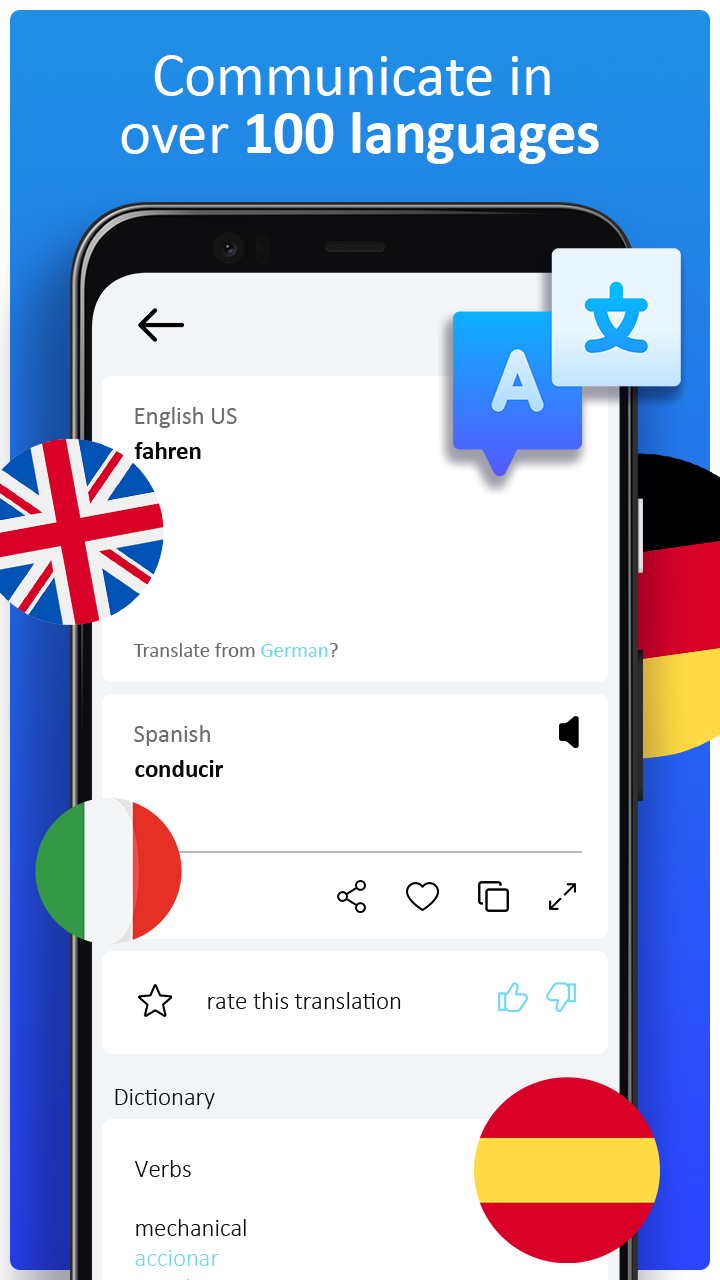 Communicate in
over 100 languages
A
文
English US
fahren
Translate from German?
Spanish
conducir
rate this translation
Dictionary
Verbs
mechanical
accionar